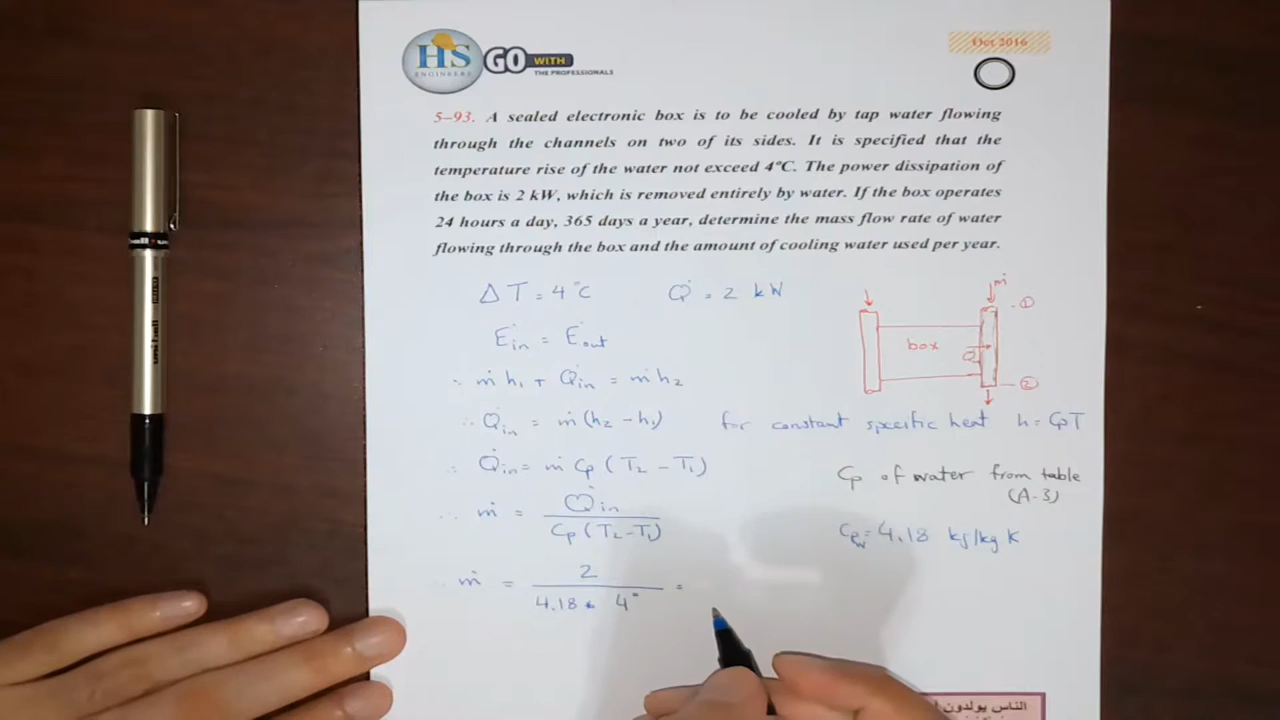 HS
ENGINEERS
GO WITH
THE PROFESSIONALS
Oct 2016
5–93. A sealed electronic box is to be cooled by tap water flowing
through the channels on two of its sides. It is specified that the
temperature rise of the water not exceed 4°C. The power dissipation of
the box is 2 kW, which is removed entirely by water. If the box operates
24 hours a day, 365 days a year, determine the mass flow rate of water
flowing through the box and the amount of cooling water used per year.
ΔT = 4°C Q̇ = 2 kW
ṁ
①
box
Q̇
②
Ėin = Ėout
∴ ṁ h1 + Q̇in = ṁ h2
∴ Q̇in = ṁ (h2 – h1) for constant specific heat h = CpT
∴ Q̇in = ṁ Cp (T2 – T1)
Cp of water from table
(A-3)
∴ ṁ = Q̇in / Cp (T2 – T1)
Cpw = 4.18 kJ/kg K
∴ ṁ = 2 / 4.18 * 4° =
الناس يولدون